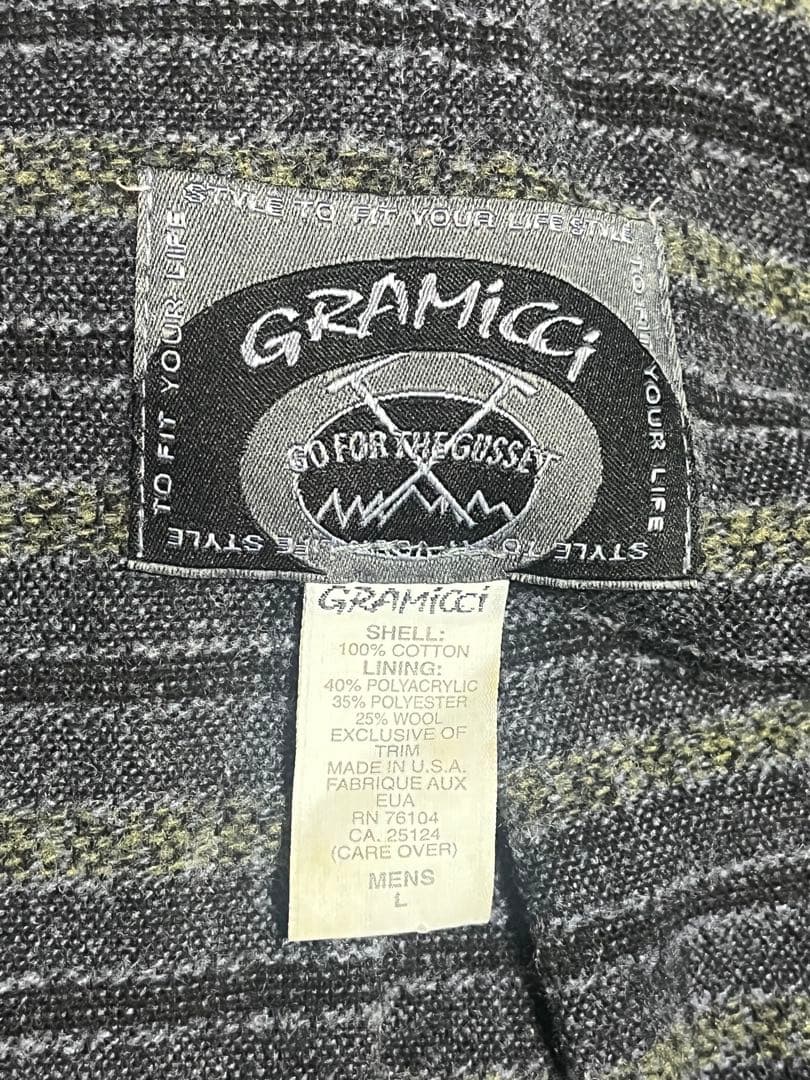 STYLE TO FIT YOUR LIFE STYLE
TO FIT YOUR LIFE
GRAMICCI
GO FOR THE GUSSET
YOUR LIFE
STYLE
STYLE
GRAMICCI
SHELL:
100% COTTON
LINING:
40% POLYACRYLIC
35% POLYESTER
25% WOOL
EXCLUSIVE OF
TRIM
MADE IN U.S.A.
FABRIQUE AUX
EUA
RN 76104
CA. 25124
(CARE OVER)
MENS
L